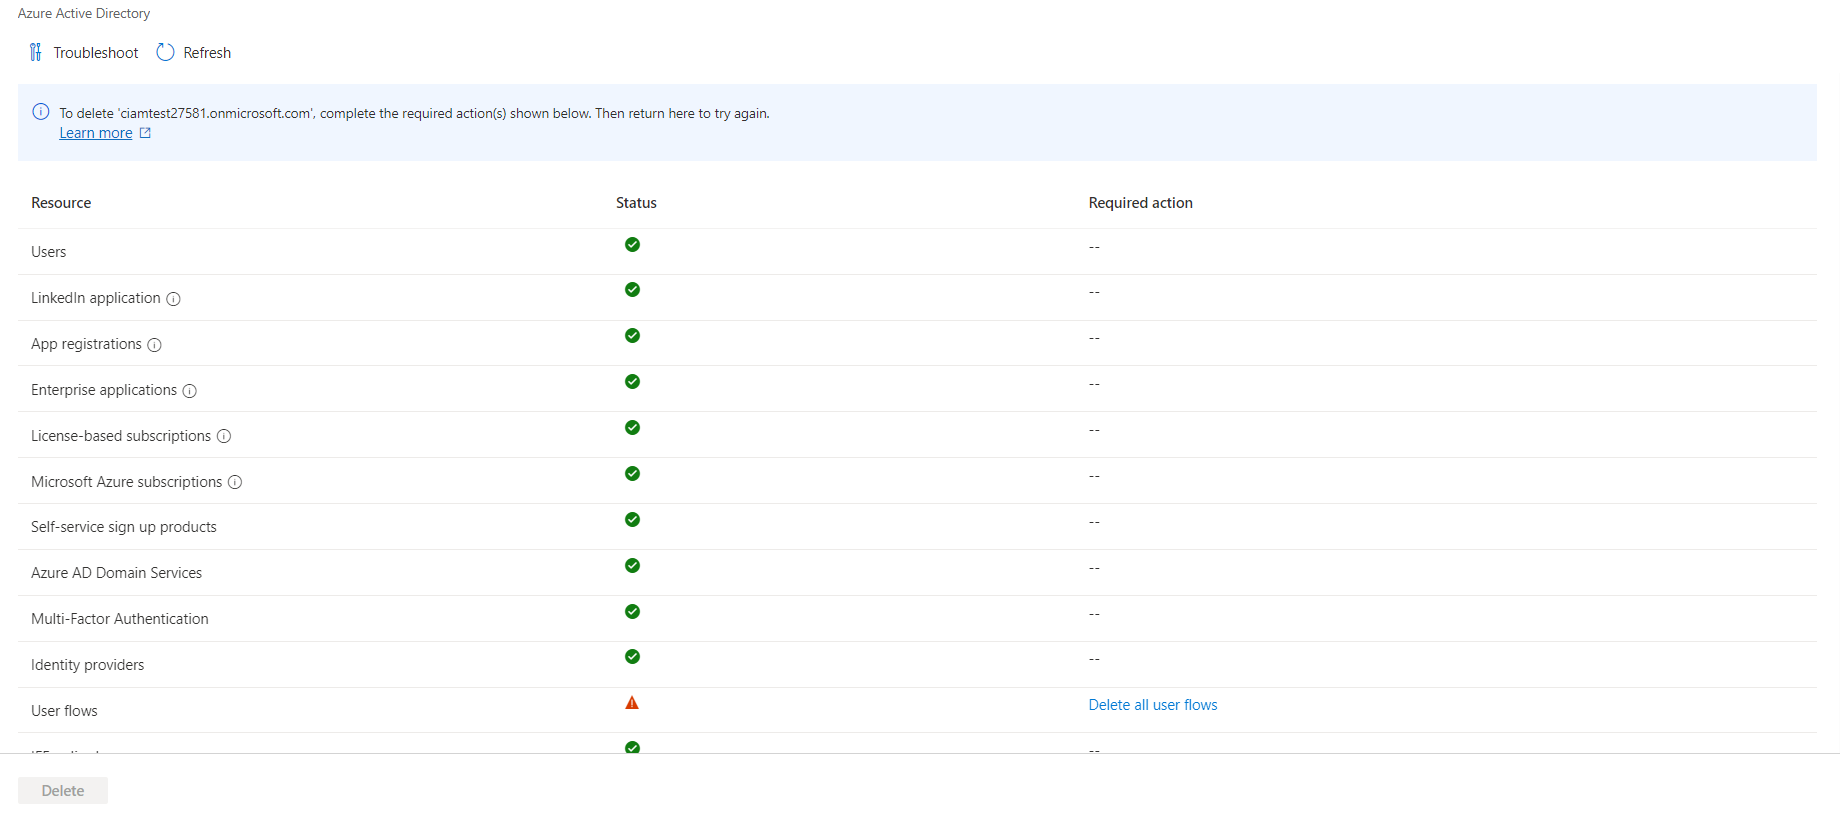 Azure Active Directory
Troubleshoot Refresh
To delete 'ciamtest27581.onmicrosoft.com', complete the required action(s) shown below. Then return here to try again.
Learn more
Resource Status Required action
Users --
LinkedIn application --
App registrations --
Enterprise applications --
License-based subscriptions --
Microsoft Azure subscriptions --
Self-service sign up products --
Azure AD Domain Services --
Multi-Factor Authentication --
Identity providers --
User flows Delete all user flows
--
Delete